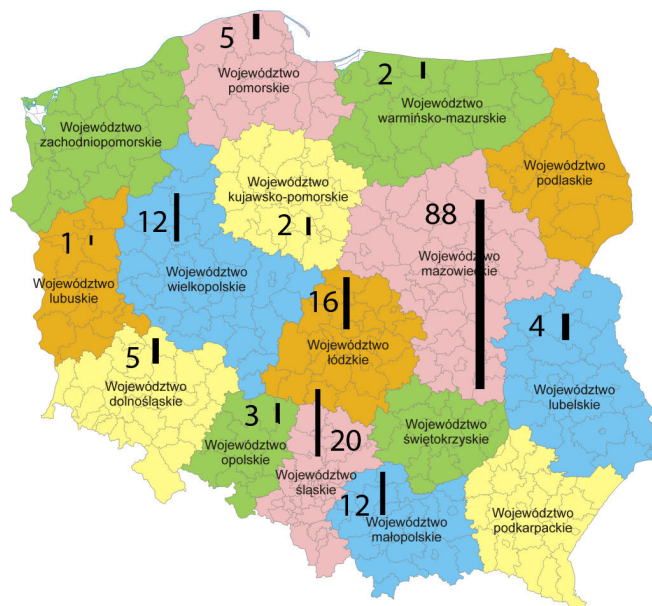 5
Województwo
pomorskie
2
Województwo
warmińsko-mazurskie
Województwo
zachodniopomorskie
Województwo
podlaskie
Województwo
kujawsko-pomorskie
2
12
Województwo
wielkopolskie
88
Województwo
mazowieckie
1
Województwo
lubuskie
16
Województwo
łódzkie
4
Województwo
lubelskie
5
Województwo
dolnośląskie
3
Województwo
opolskie
20
Województwo
śląskie
Województwo
świętokrzyskie
12
Województwo
małopolskie
Województwo
podkarpackie